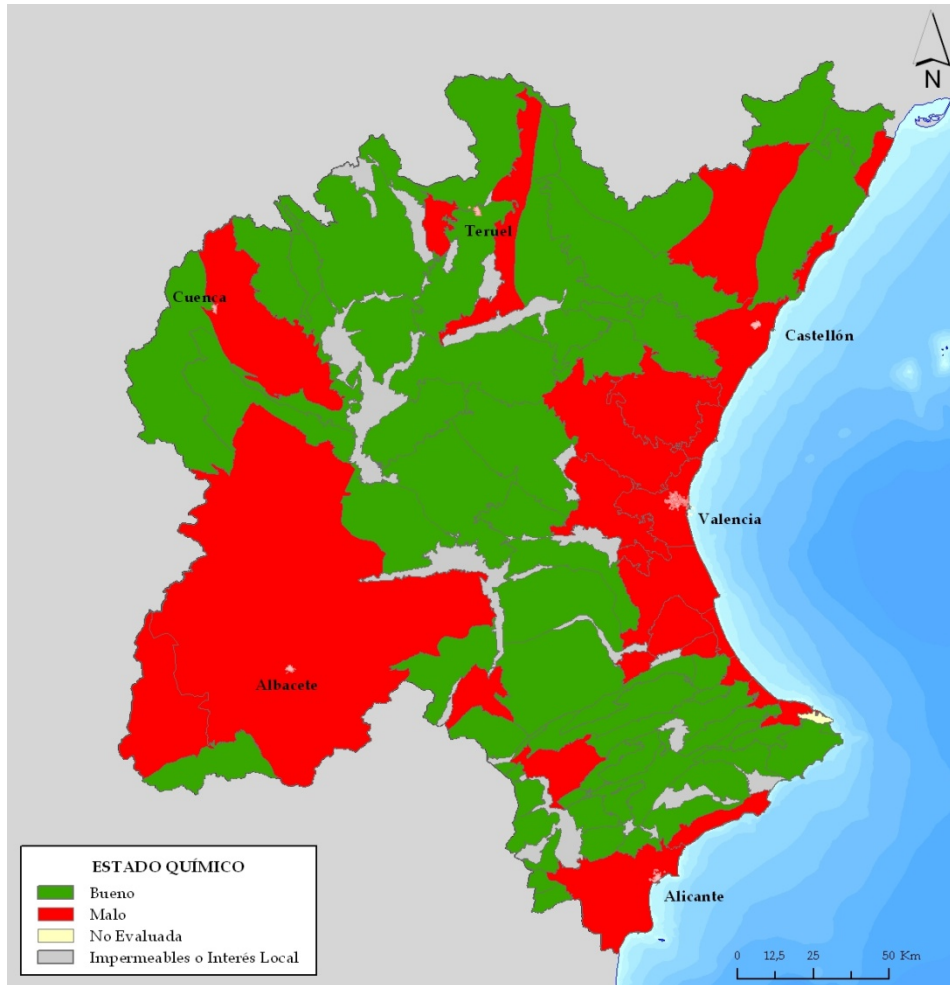 N
Teruel
Cuenca
Castellón
Valencia
Albacete
Alicante
ESTADO QUÍMICO
Bueno
Malo
No Evaluada
Impermeables o Interés Local
0 12,5 25 50 Km